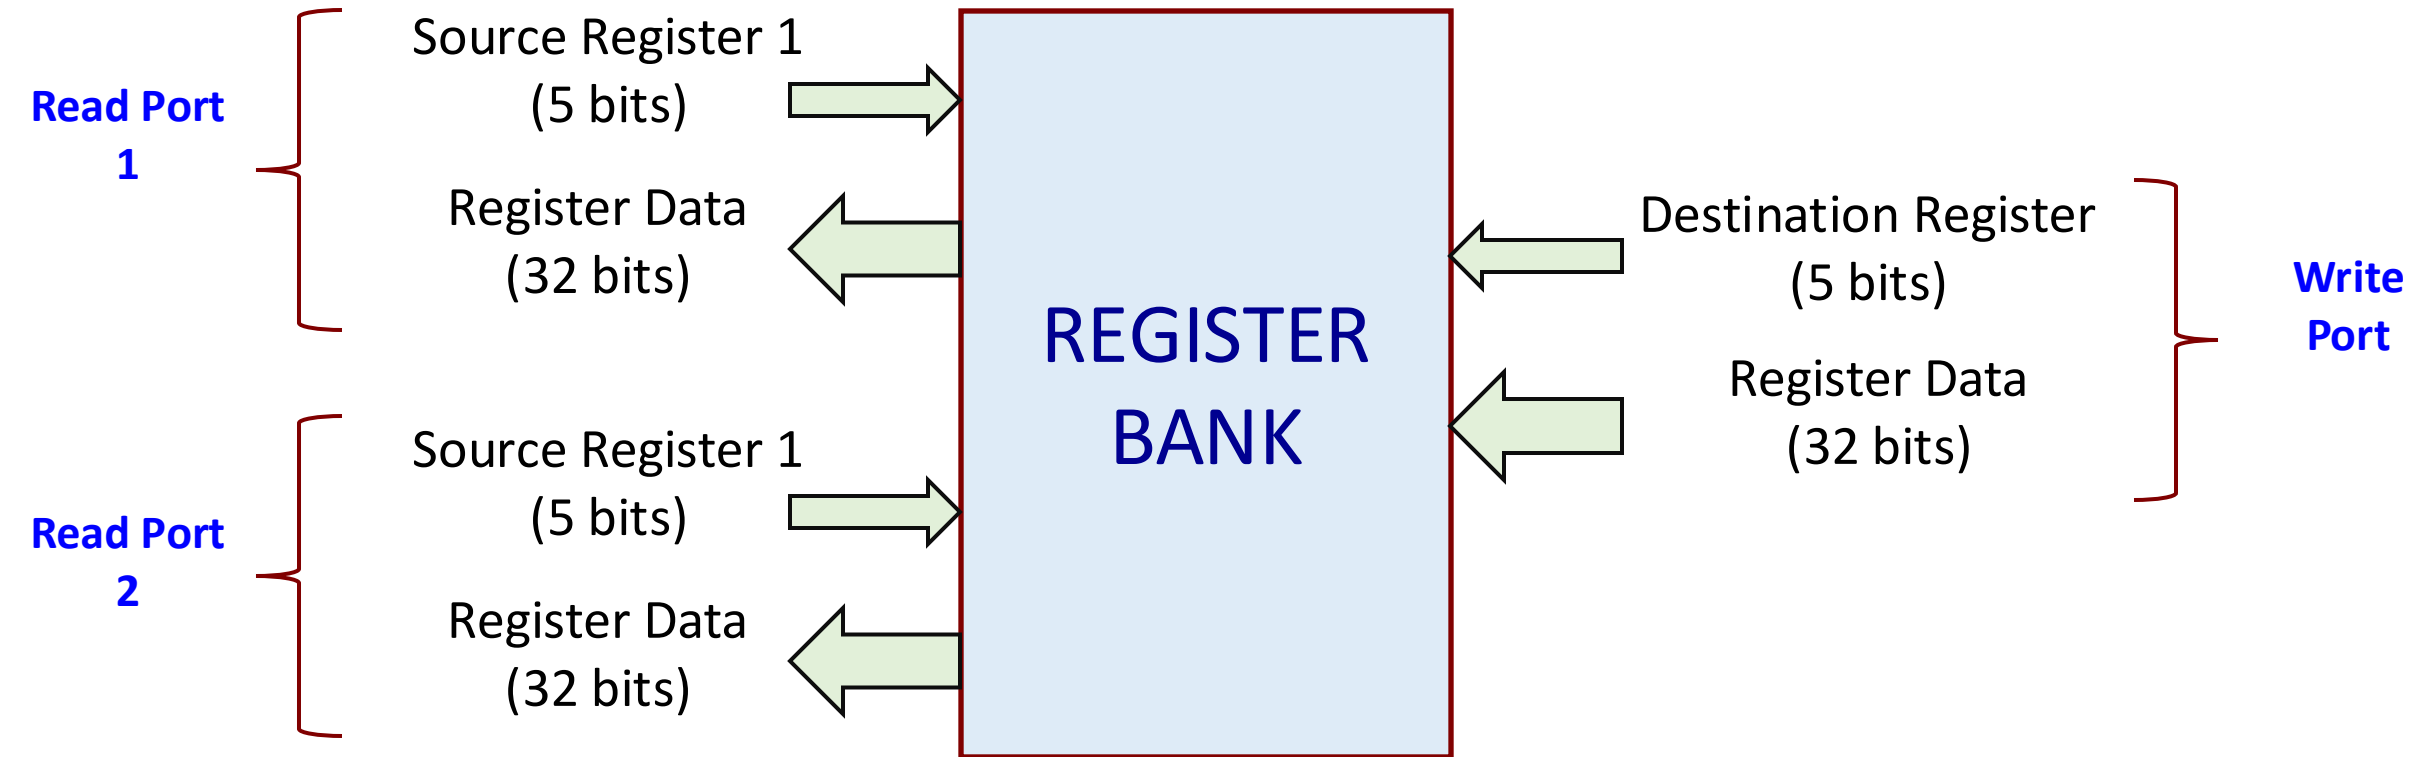 Read Port
1
Source Register 1
(5 bits)
Register Data
(32 bits)
Read Port
2
Source Register 1
(5 bits)
Register Data
(32 bits)
REGISTER
BANK
Destination Register
(5 bits)
Register Data
(32 bits)
Write
Port